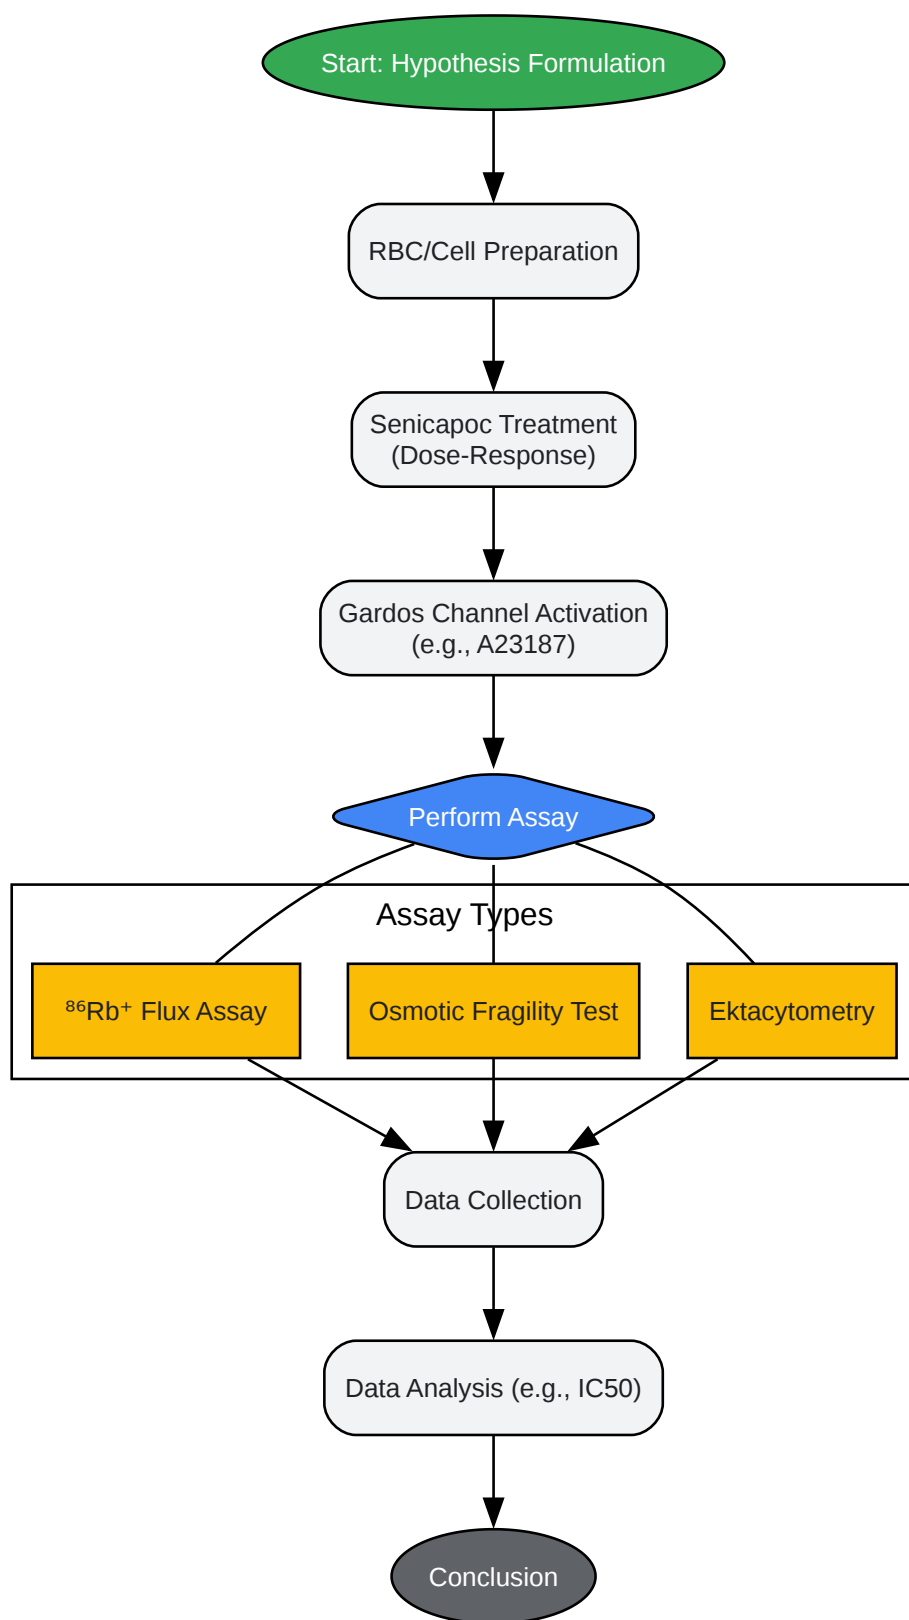 Start: Hypothesis Formulation
RBC/Cell Preparation
Senicapoc Treatment
(Dose-Response)
Gardos Channel Activation
(e.g., A23187)
Perform Assay
Assay Types
⁸⁶Rb⁺ Flux Assay
Osmotic Fragility Test
Ektacytometry
Data Collection
Data Analysis (e.g., IC50)
Conclusion